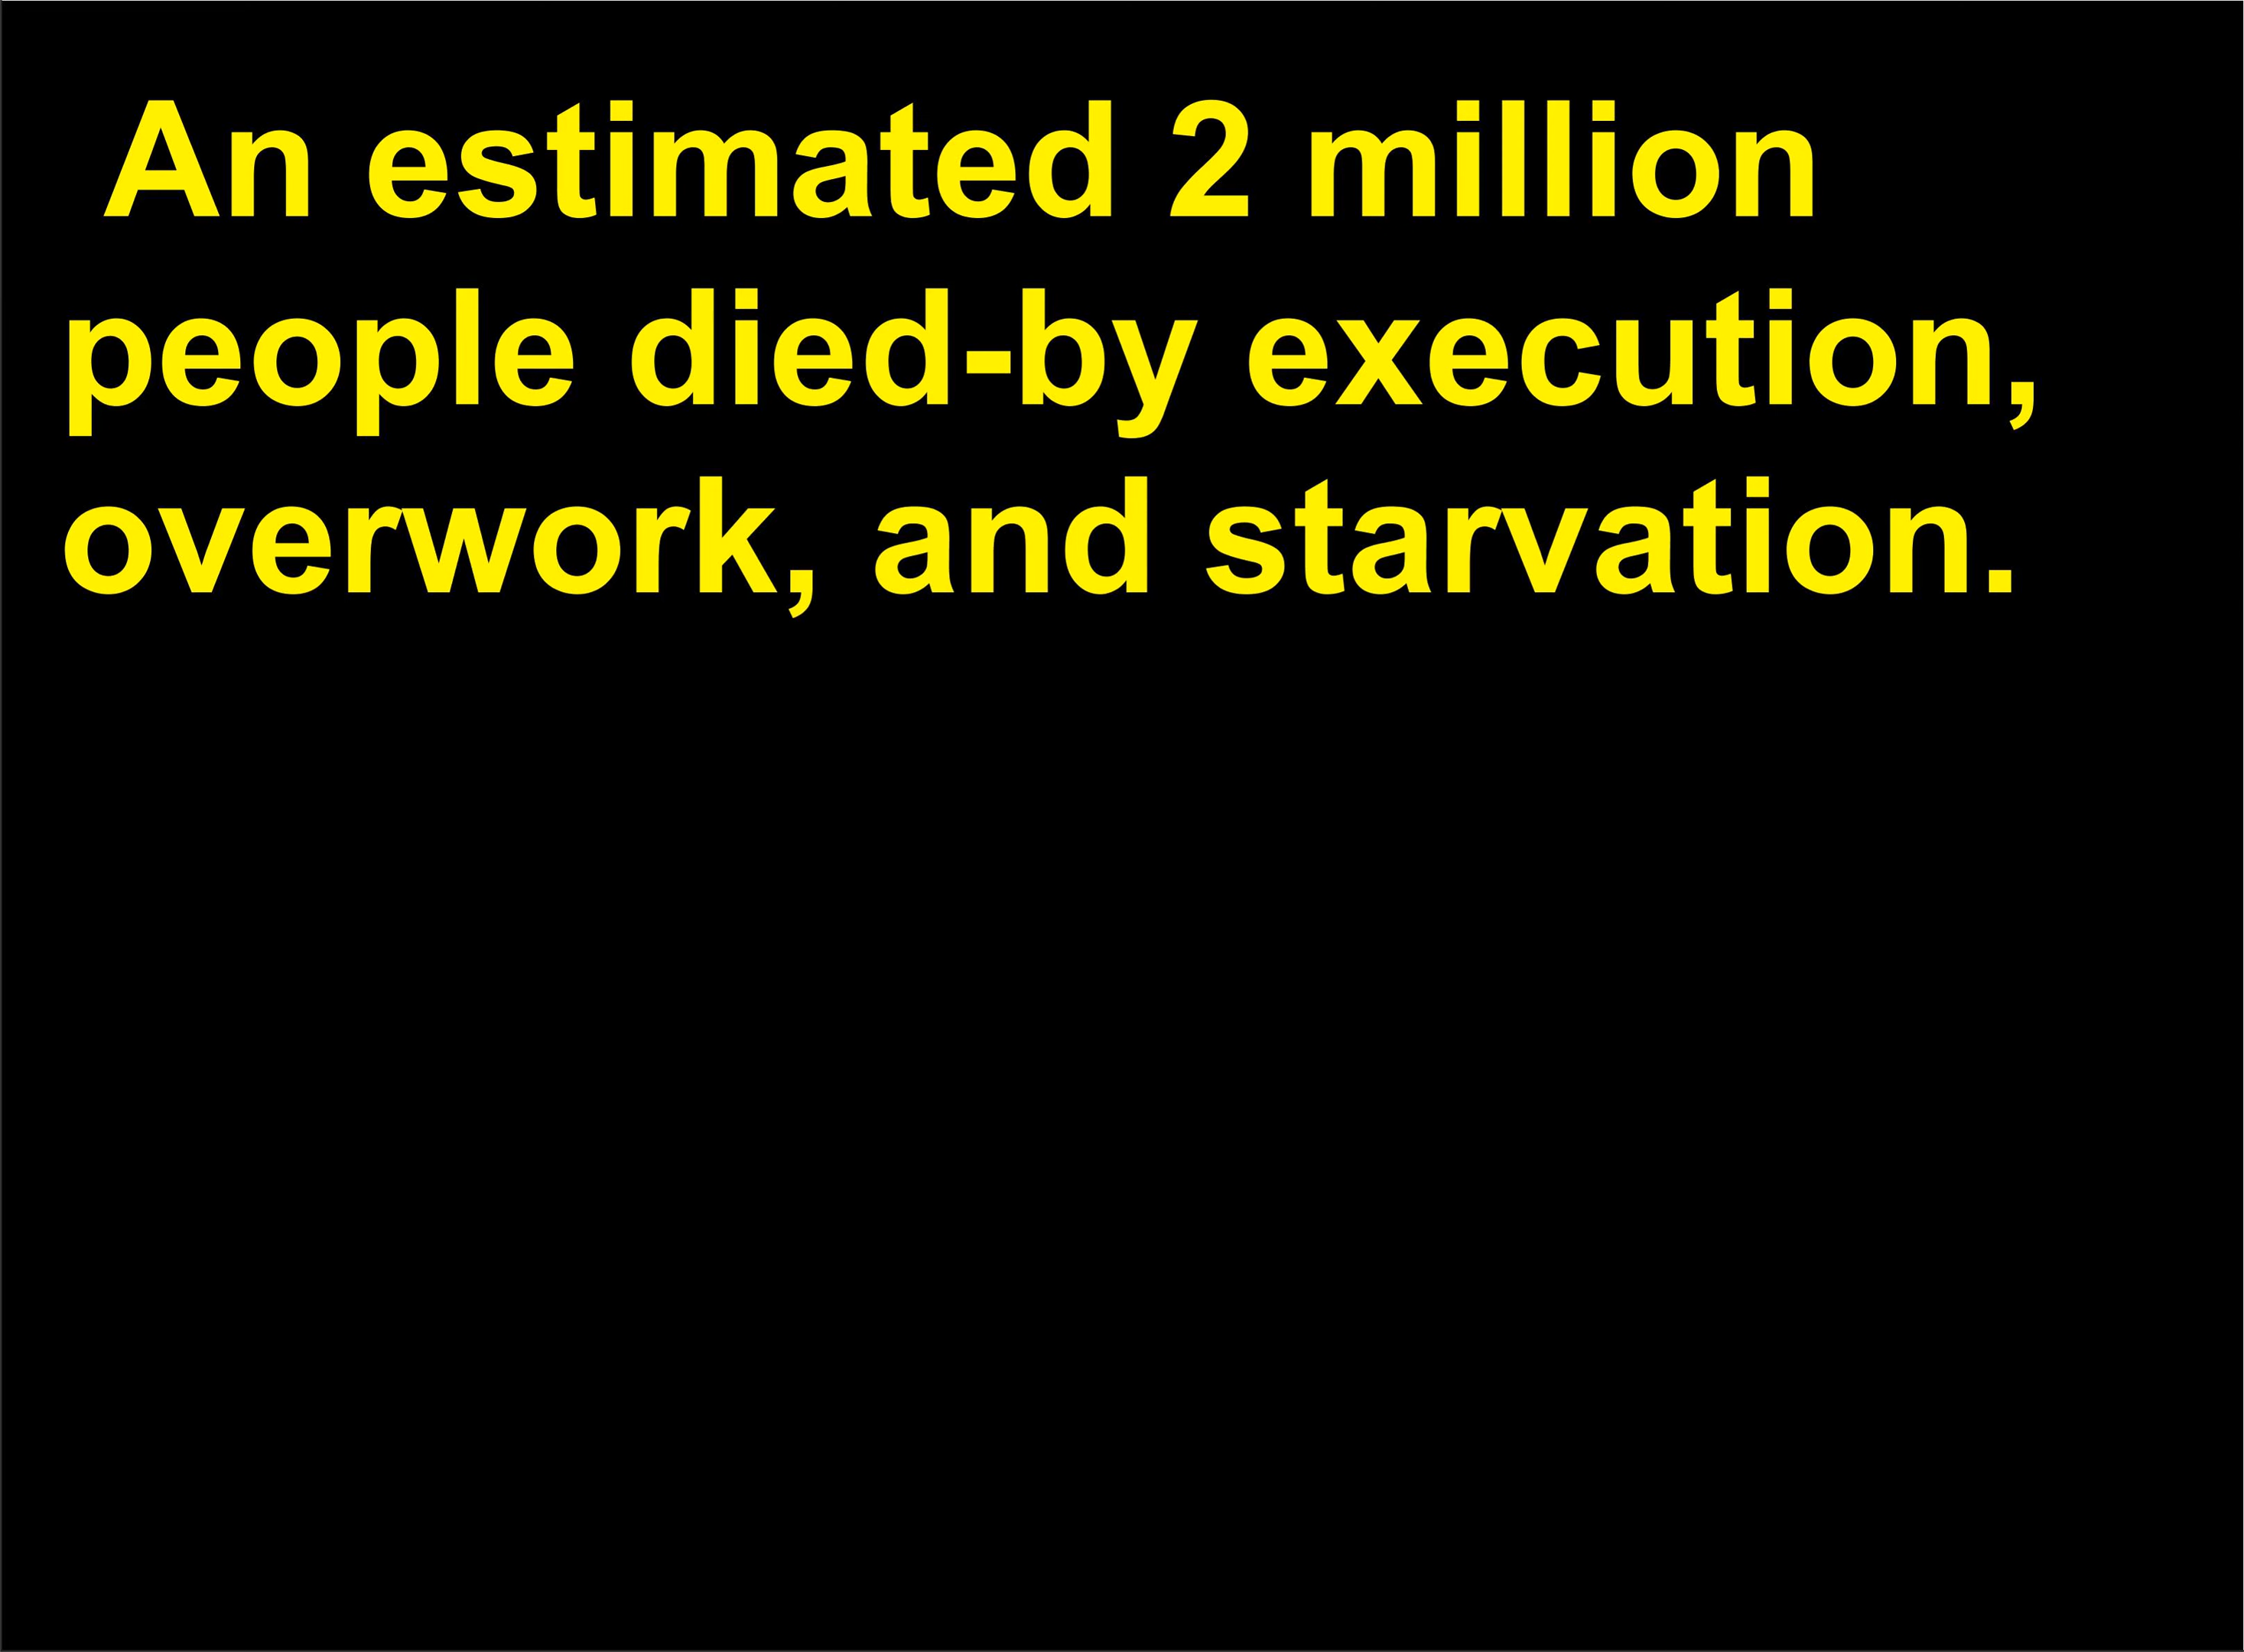 An estimated 2 million
people died-by execution,
overwork, and starvation.